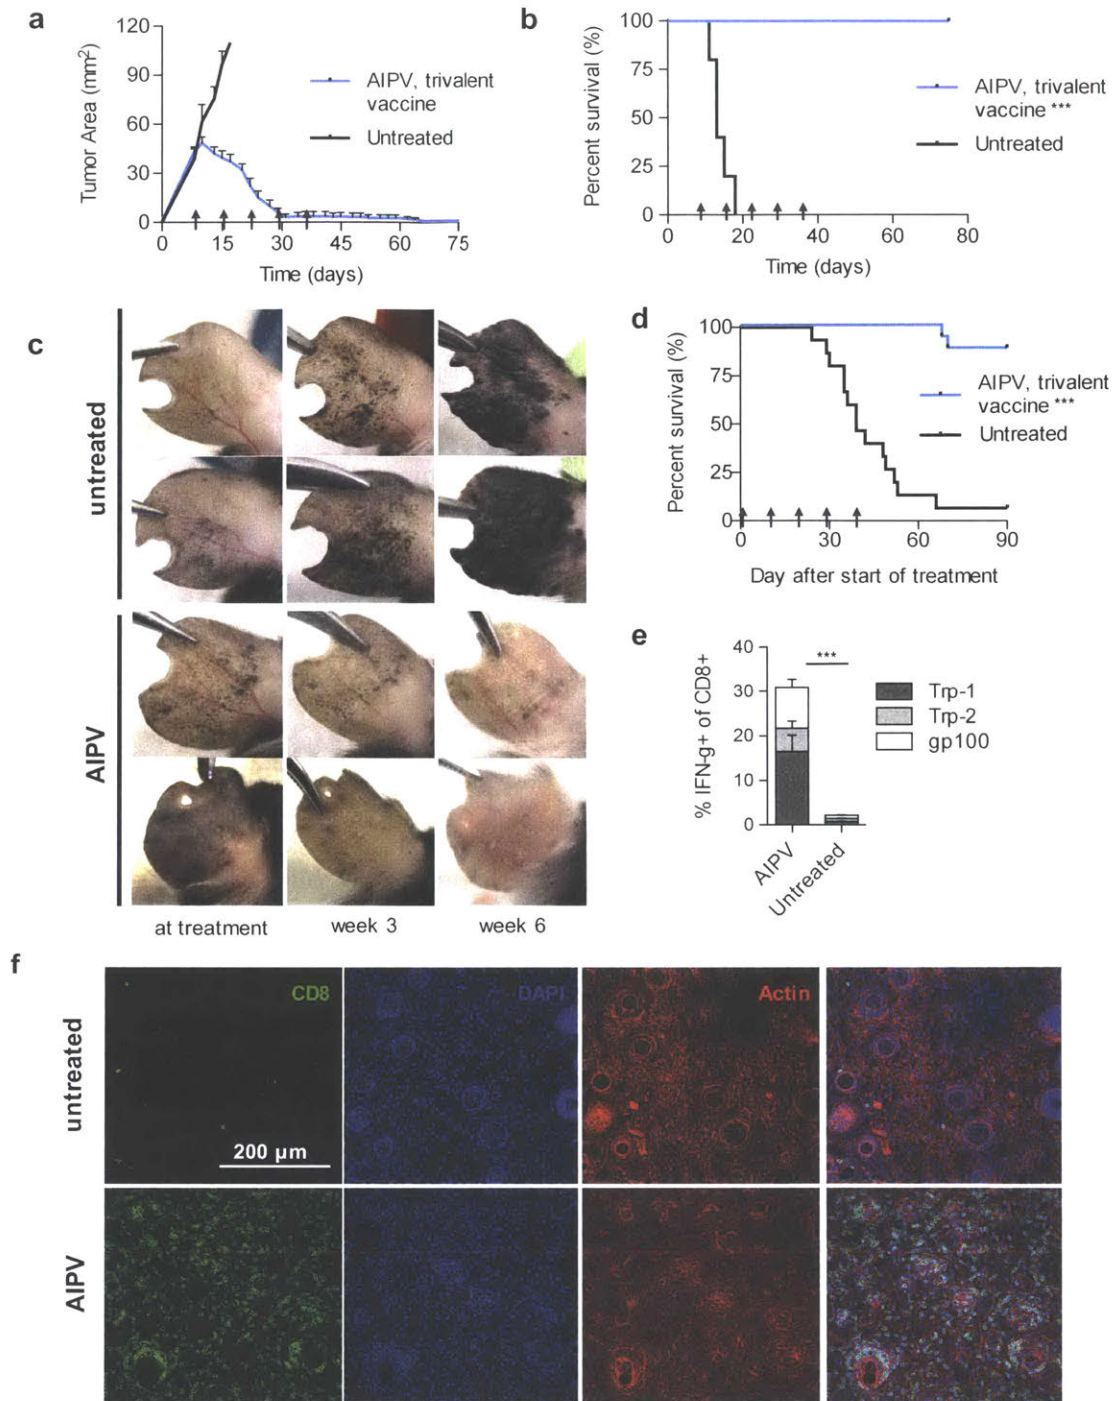 a
120
90
60
30
0
Tumor Area (mm²)
0 15 30 45 60 75
Time (days)
AIPV, trivalent
vaccine
Untreated
b
100
75
50
25
0
Percent survival (%)
0 20 40 60 80
Time (days)
AIPV, trivalent
vaccine ***
Untreated
c
untreated
AIPV
at treatment week 3 week 6
d
100
75
50
25
0
Percent survival (%)
0 30 60 90
Day after start of treatment
AIPV, trivalent
vaccine ***
Untreated
e
40
30
20
10
0
% IFN-g+ of CD8+
***
AIPV
Untreated
Trp-1
Trp-2
gp100
f
untreated
AIPV
CD8
DAPI
Actin
200 µm